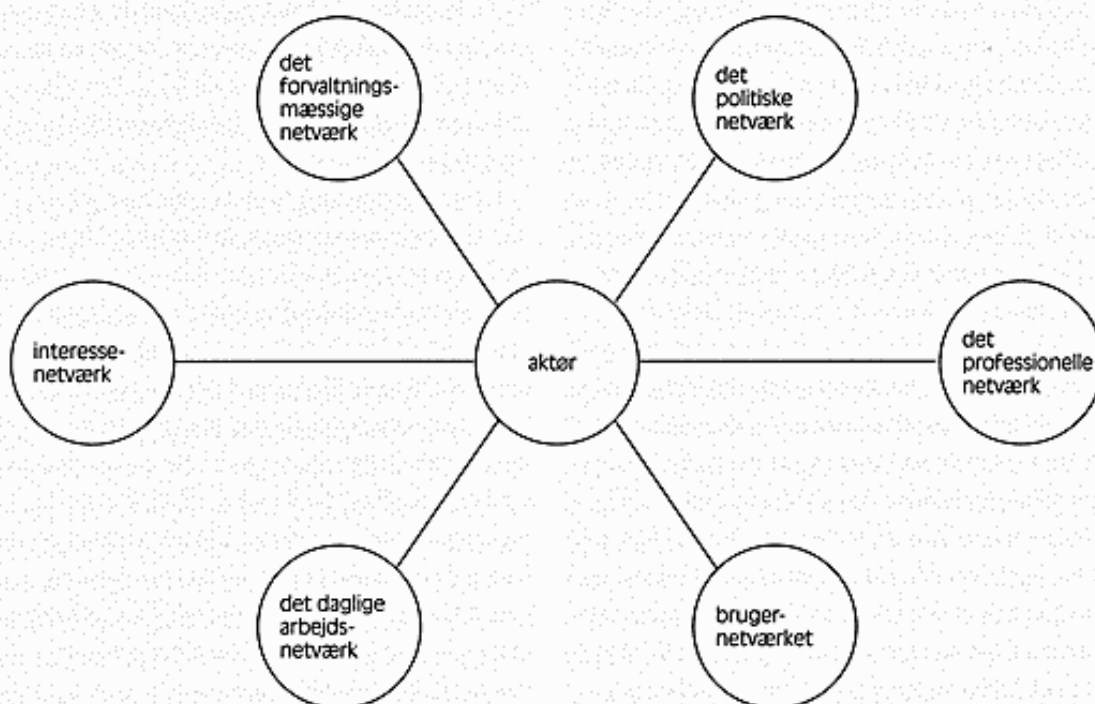 det
forvaltnings-
mæssige
netværk
det
politiske
netværk
interesse-
netværk
aktør
det
professionelle
netværk
det daglige
arbejds-
netværk
bruger-
netværket